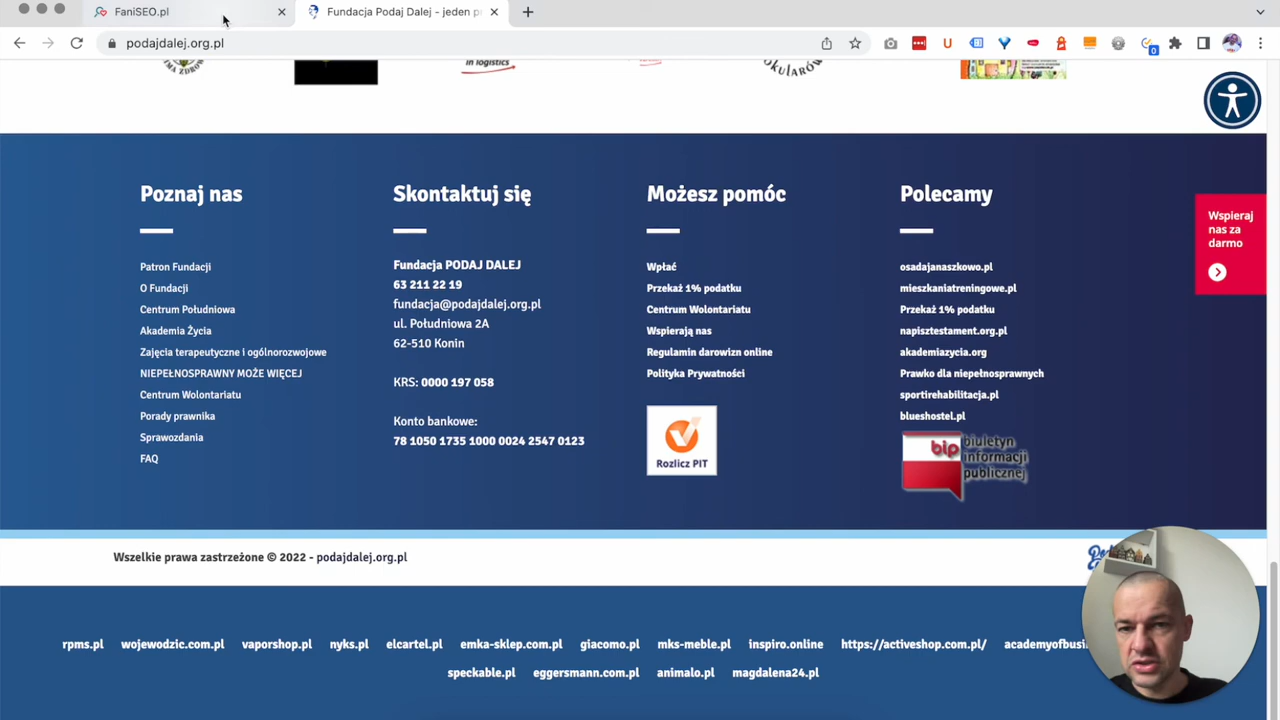 FaniSEO.pl
Fundacja Podaj Dalej - jeden p
podajdalej.org.pl
in logistics
OKULARÓW
Wspieraj
nas za
darmo
Poznaj nas
Patron Fundacji
O Fundacji
Centrum Południowa
Akademia Życia
Zajęcia terapeutyczne i ogólnorozwojowe
NIEPEŁNOSPRAWNY MOŻE WIĘCEJ
Centrum Wolontariatu
Porady prawnika
Sprawozdania
FAQ
Skontaktuj się
Fundacja PODAJ DALEJ
63 211 22 19
fundacja@podajdalej.org.pl
ul. Południowa 2A
62-510 Konin
KRS: 0000 197 058
Konto bankowe:
78 1050 1735 1000 0024 2547 0123
Możesz pomóc
Wpłać
Przekaż 1% podatku
Centrum Wolontariatu
Wspierają nas
Regulamin darowizn online
Polityka Prywatności
Rozlicz PIT
Polecamy
osadajanaszkowo.pl
mieszkaniatreningowe.pl
Przekaż 1% podatku
napisztestament.org.pl
akademiazycia.org
Prawko dla niepełnosprawnych
sportirehabilitacja.pl
blueshostel.pl
bip biuletyn
informacji
publicznej
Wszelkie prawa zastrzeżone © 2022 - podajdalej.org.pl
rpms.pl wojewodzic.com.pl vaporshop.pl nyks.pl elcartel.pl emka-sklep.com.pl giacomo.pl mks-meble.pl inspiro.online https://activeshop.com.pl/ academyofbusi
speckable.pl eggersmann.com.pl animalo.pl magdalena24.pl